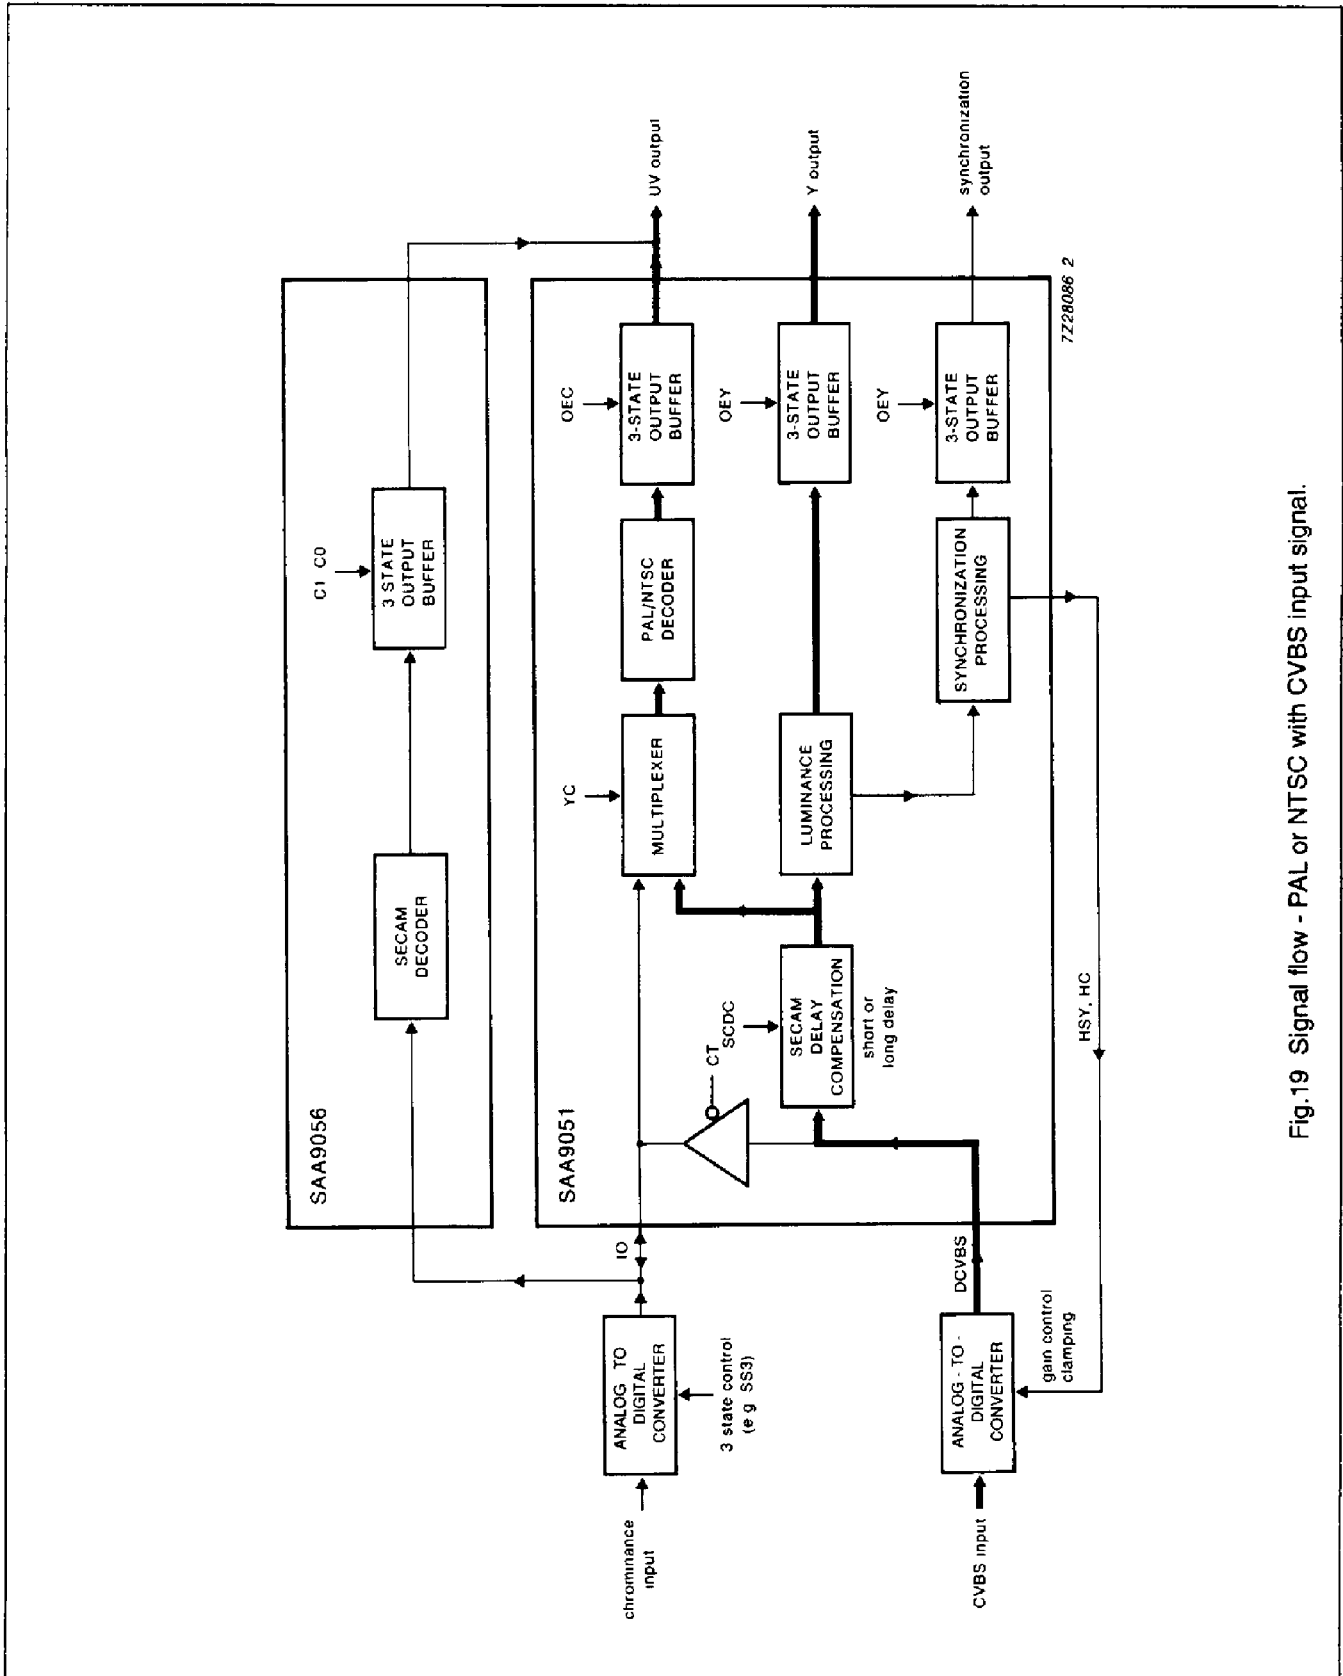 SAA9056
SECAM
DECODER
C1 C0
3 STATE
OUTPUT
BUFFER
SAA9051
chrominance
input
ANALOG TO
DIGITAL
CONVERTER
3 state control
(e g SS3)
IO
CT
YC
MULTIPLEXER
PAL/NTSC
DECODER
OEC
3-STATE
OUTPUT
BUFFER
UV output
SCDC
SECAM
DELAY
COMPENSATION
short or
long delay
LUMINANCE
PROCESSING
OEY
3-STATE
OUTPUT
BUFFER
Y output
CVBS input
ANALOG - TO -
DIGITAL
CONVERTER
DCVBS
gain control
clamping
SYNCHRONIZATION
PROCESSING
OEY
3-STATE
OUTPUT
BUFFER
synchronization
output
HSY, HC
7Z28086 2
Fig.19 Signal flow - PAL or NTSC with CVBS input signal.